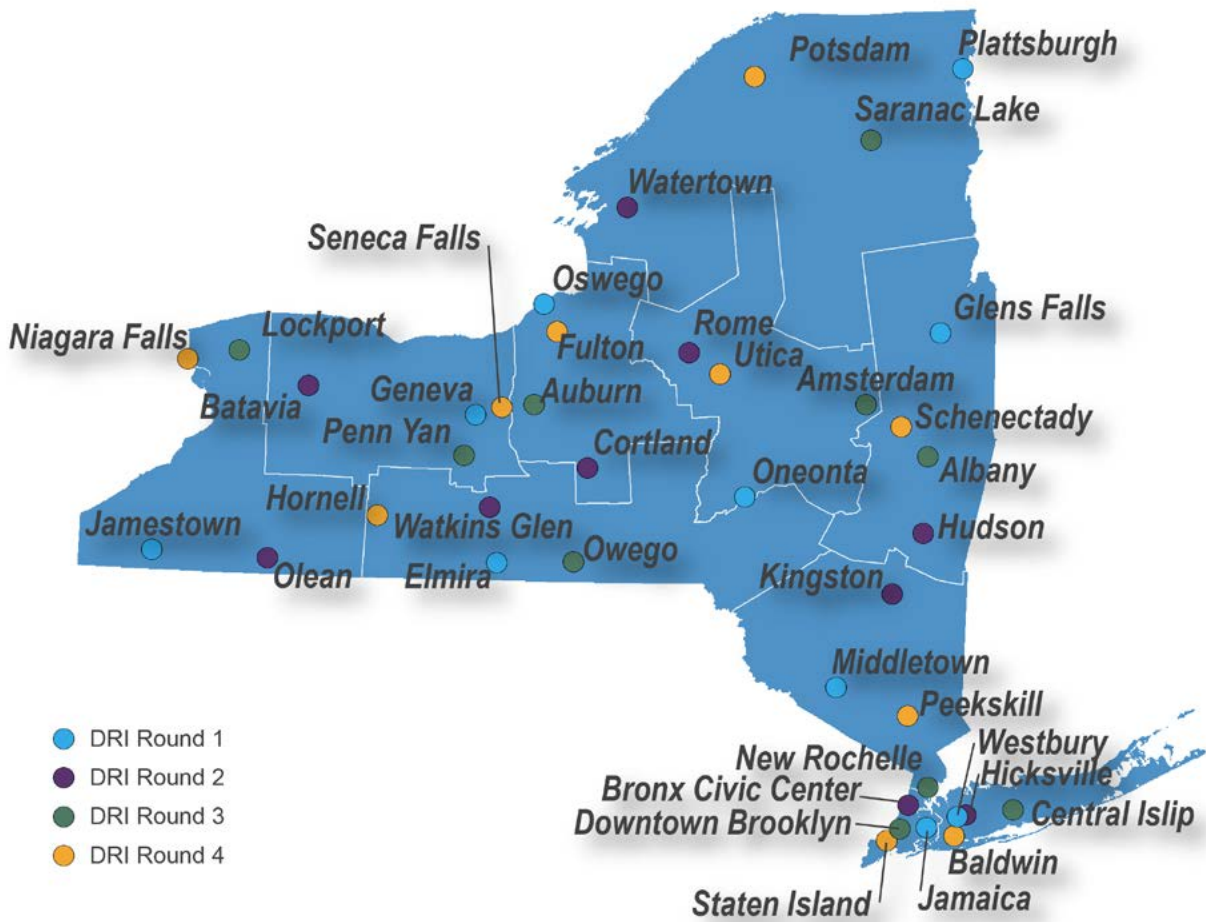 Potsdam
Plattsburgh
Saranac Lake
Watertown
Seneca Falls
Oswego
Glens Falls
Niagara Falls
Lockport
Rome
Fulton
Utica
Batavia
Geneva
Auburn
Amsterdam
Schenectady
Penn Yan
Cortland
Albany
Oneonta
Hornell
Jamestown
Watkins Glen
Hudson
Olean
Elmira
Owego
Kingston
Middletown
Peekskill
Westbury
New Rochelle
Hicksville
Bronx Civic Center
Central Islip
Downtown Brooklyn
Baldwin
Staten Island
Jamaica
DRI Round 1
DRI Round 2
DRI Round 3
DRI Round 4